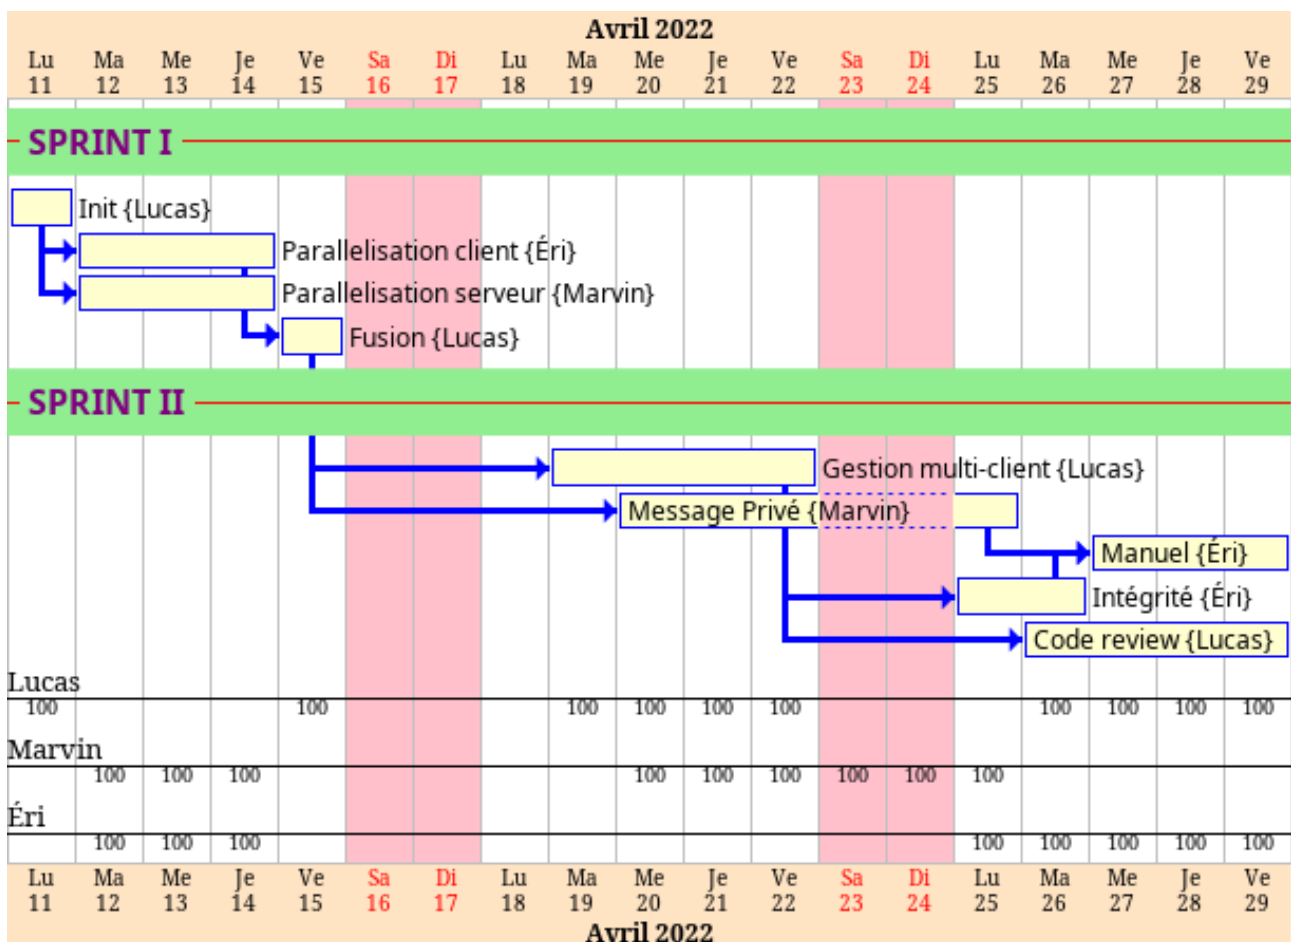 Avril 2022
Lu Ma Me Je Ve Sa Di Lu Ma Me Je Ve Sa Di Lu Ma Me Je Ve
11 12 13 14 15 16 17 18 19 20 21 22 23 24 25 26 27 28 29
SPRINT I
Init {Lucas}
Parallelisation client {Éri}
Parallelisation serveur {Marvin}
Fusion {Lucas}
SPRINT II
Gestion multi-client {Lucas}
Message Privé {Marvin}
Manuel {Éri}
Intégrité {Éri}
Code review {Lucas}
Lucas
100 100 100 100 100 100 100 100 100 100
Marvin
100 100 100 100 100 100 100 100 100
Éri
100 100 100 100 100 100 100 100
Lu Ma Me Je Ve Sa Di Lu Ma Me Je Ve Sa Di Lu Ma Me Je Ve
11 12 13 14 15 16 17 18 19 20 21 22 23 24 25 26 27 28 29
Avril 2022